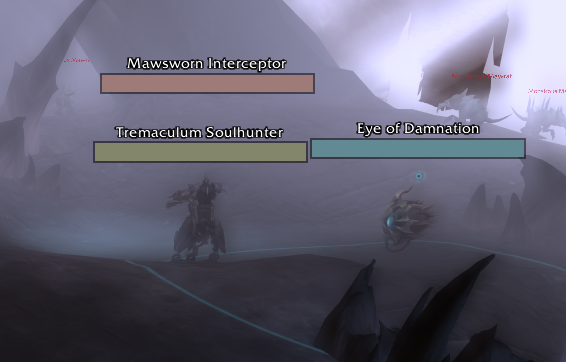 Mawsworn Interceptor
Tremaculum Soulhunter
Eye of Damnation